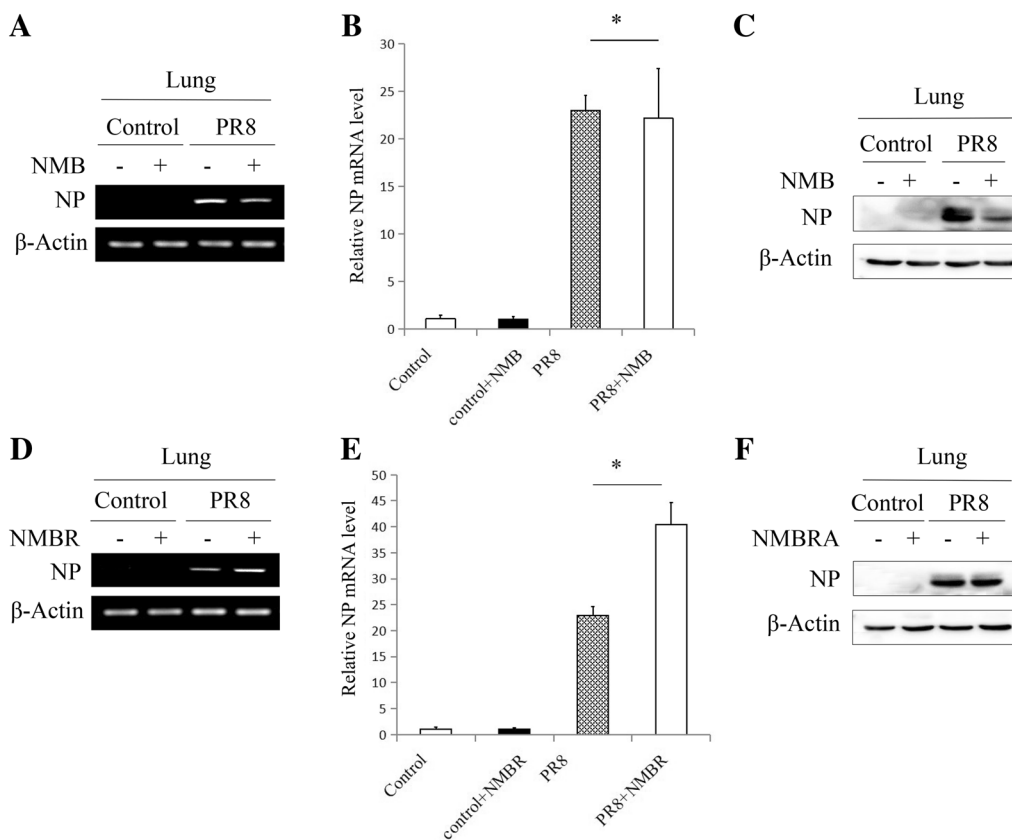 A
Lung
Control PR8
NMB - + - +
NP
β-Actin
B
*
Relative NP mRNA level
35
30
25
20
15
10
5
0
Control
control+NMB
PR8
PR8+NMB
C
Lung
Control PR8
NMB - + - +
NP
β-Actin
D
Lung
Control PR8
NMBR - + - +
NP
β-Actin
E
*
Relative NP mRNA level
50
45
40
35
30
25
20
15
10
5
0
Control
control+NMBR
PR8
PR8+NMBR
F
Lung
Control PR8
NMBRA - + - +
NP
β-Actin